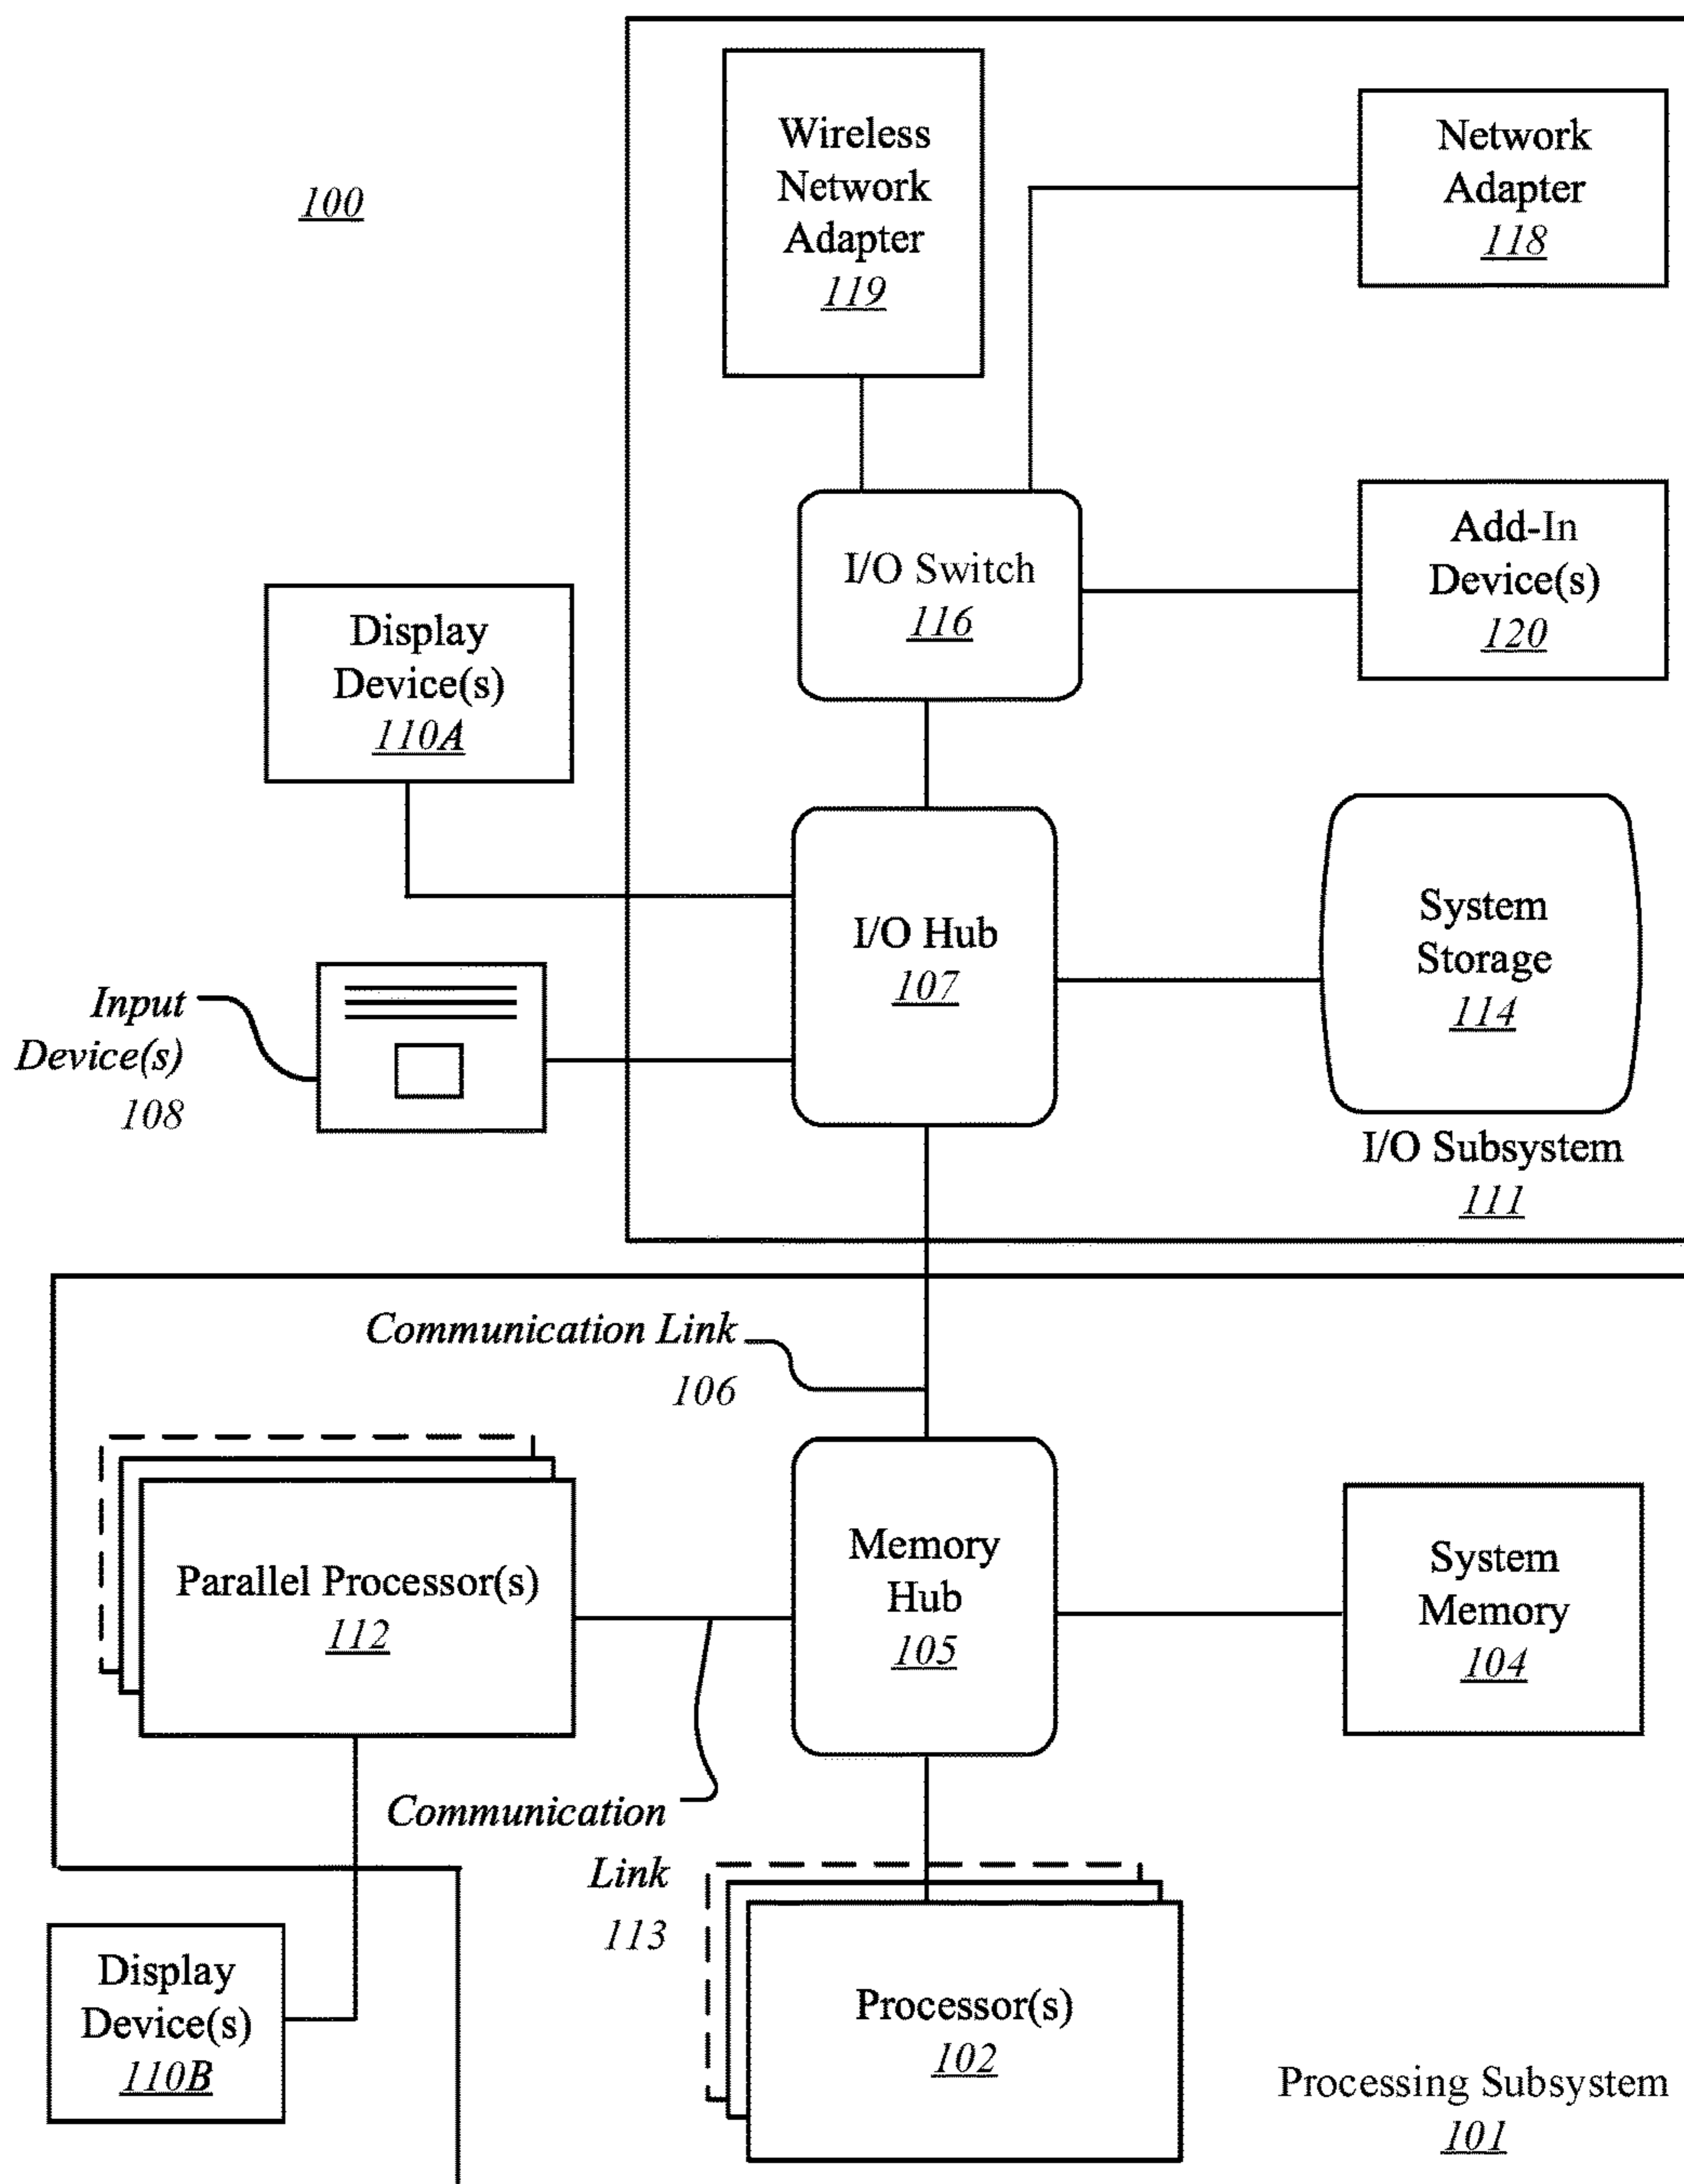 100
Wireless
Network
Adapter
119
Network
Adapter
118
I/O Switch
116
Add-In
Device(s)
120
Display
Device(s)
110A
I/O Hub
107
System
Storage
114
Input
Device(s)
108
I/O Subsystem
111
Communication Link
106
Parallel Processor(s)
112
Memory
Hub
105
System
Memory
104
Communication
Link
113
Display
Device(s)
110B
Processor(s)
102
Processing Subsystem
101